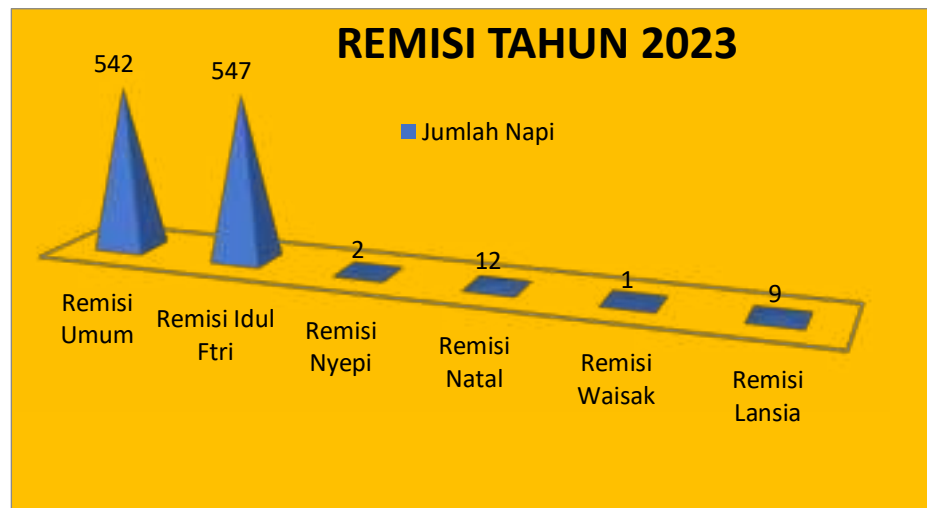 REMISI TAHUN 2023
Jumlah Napi
542
547
2
12
1
9
Remisi
Umum
Remisi Idul
Ftri
Remisi
Nyepi
Remisi
Natal
Remisi
Waisak
Remisi
Lansia